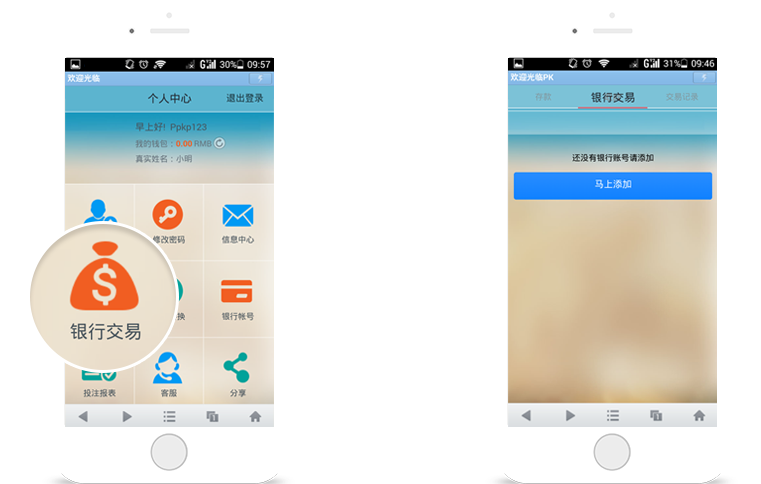 30% 09:57
欢迎光临
个人中心 退出登录
早上好! Ppkp123
我的钱包：0.00 RMB
真实姓名：小明
修改密码 信息中心
$
银行交易
换 银行帐号
投注报表 客服 分享
31% 09:46
欢迎光临PK
存款 银行交易 交易记录
还没有银行账号请添加
马上添加